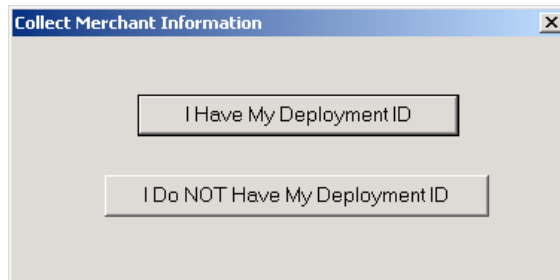 Collect Merchant Information
I Have My Deployment ID
I Do NOT Have My Deployment ID